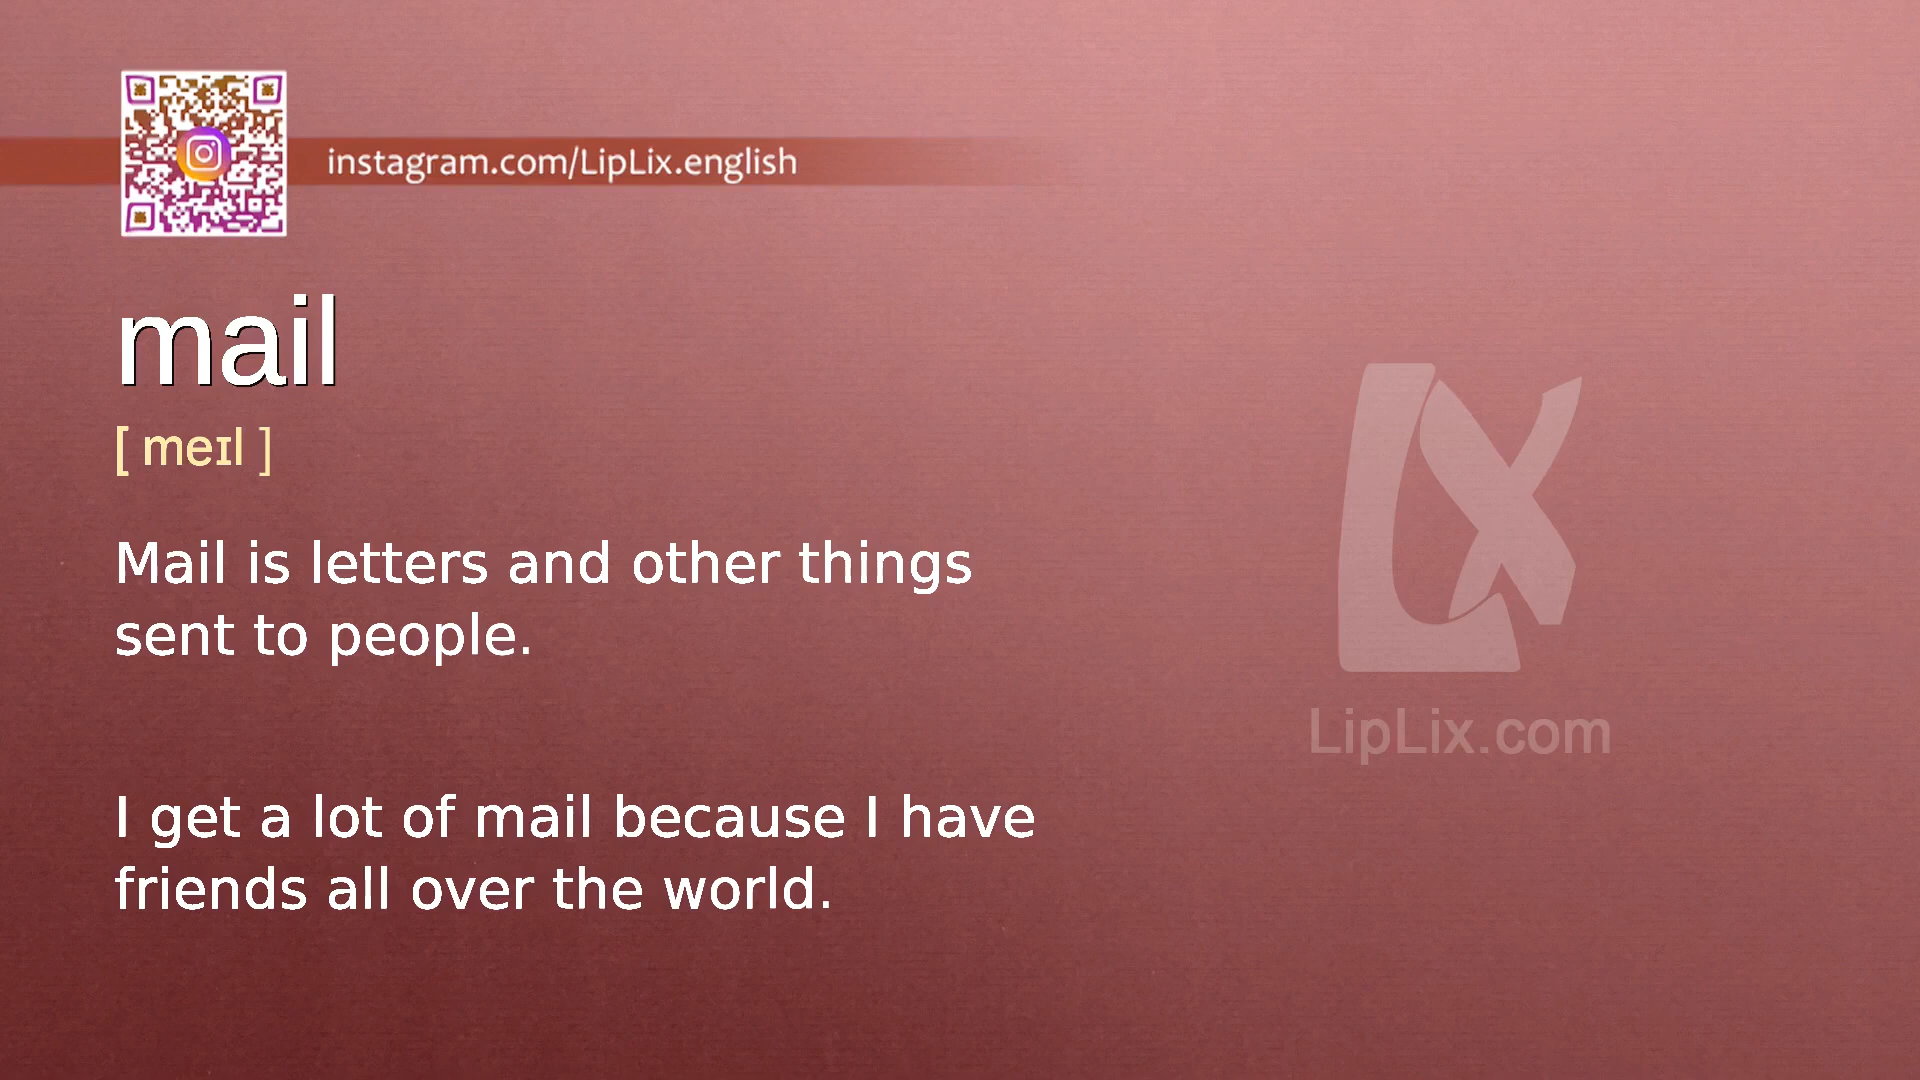 instagram.com/LipLix.english
mail
[ meɪl ]
Mail is letters and other things
sent to people.
I get a lot of mail because I have
friends all over the world.
LX
LipLix.com